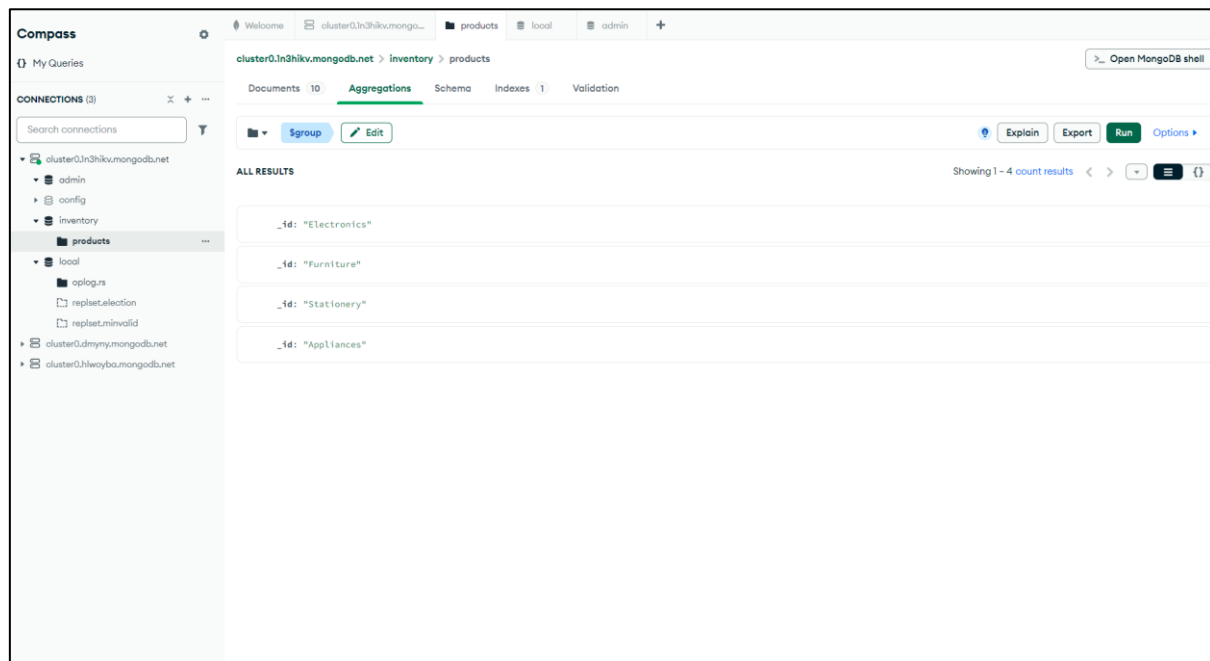 Compass
My Queries
CONNECTIONS (3)
Search connections
cluster0.1n3hikv.mongodb.net
admin
config
inventory
products
local
oplog.rs
replset.election
replset.minvalid
cluster0.dmyny.mongodb.net
cluster0.hlwoyba.mongodb.net
Welcome cluster0.1n3hikv.mongo... products local admin
cluster0.1n3hikv.mongodb.net > inventory > products
>_ Open MongoDB shell
Documents 10 Aggregations Schema Indexes 1 Validation
$group Edit Explain Export Run Options
ALL RESULTS Showing 1 – 4 count results
_id: "Electronics"
_id: "Furniture"
_id: "Stationery"
_id: "Appliances"